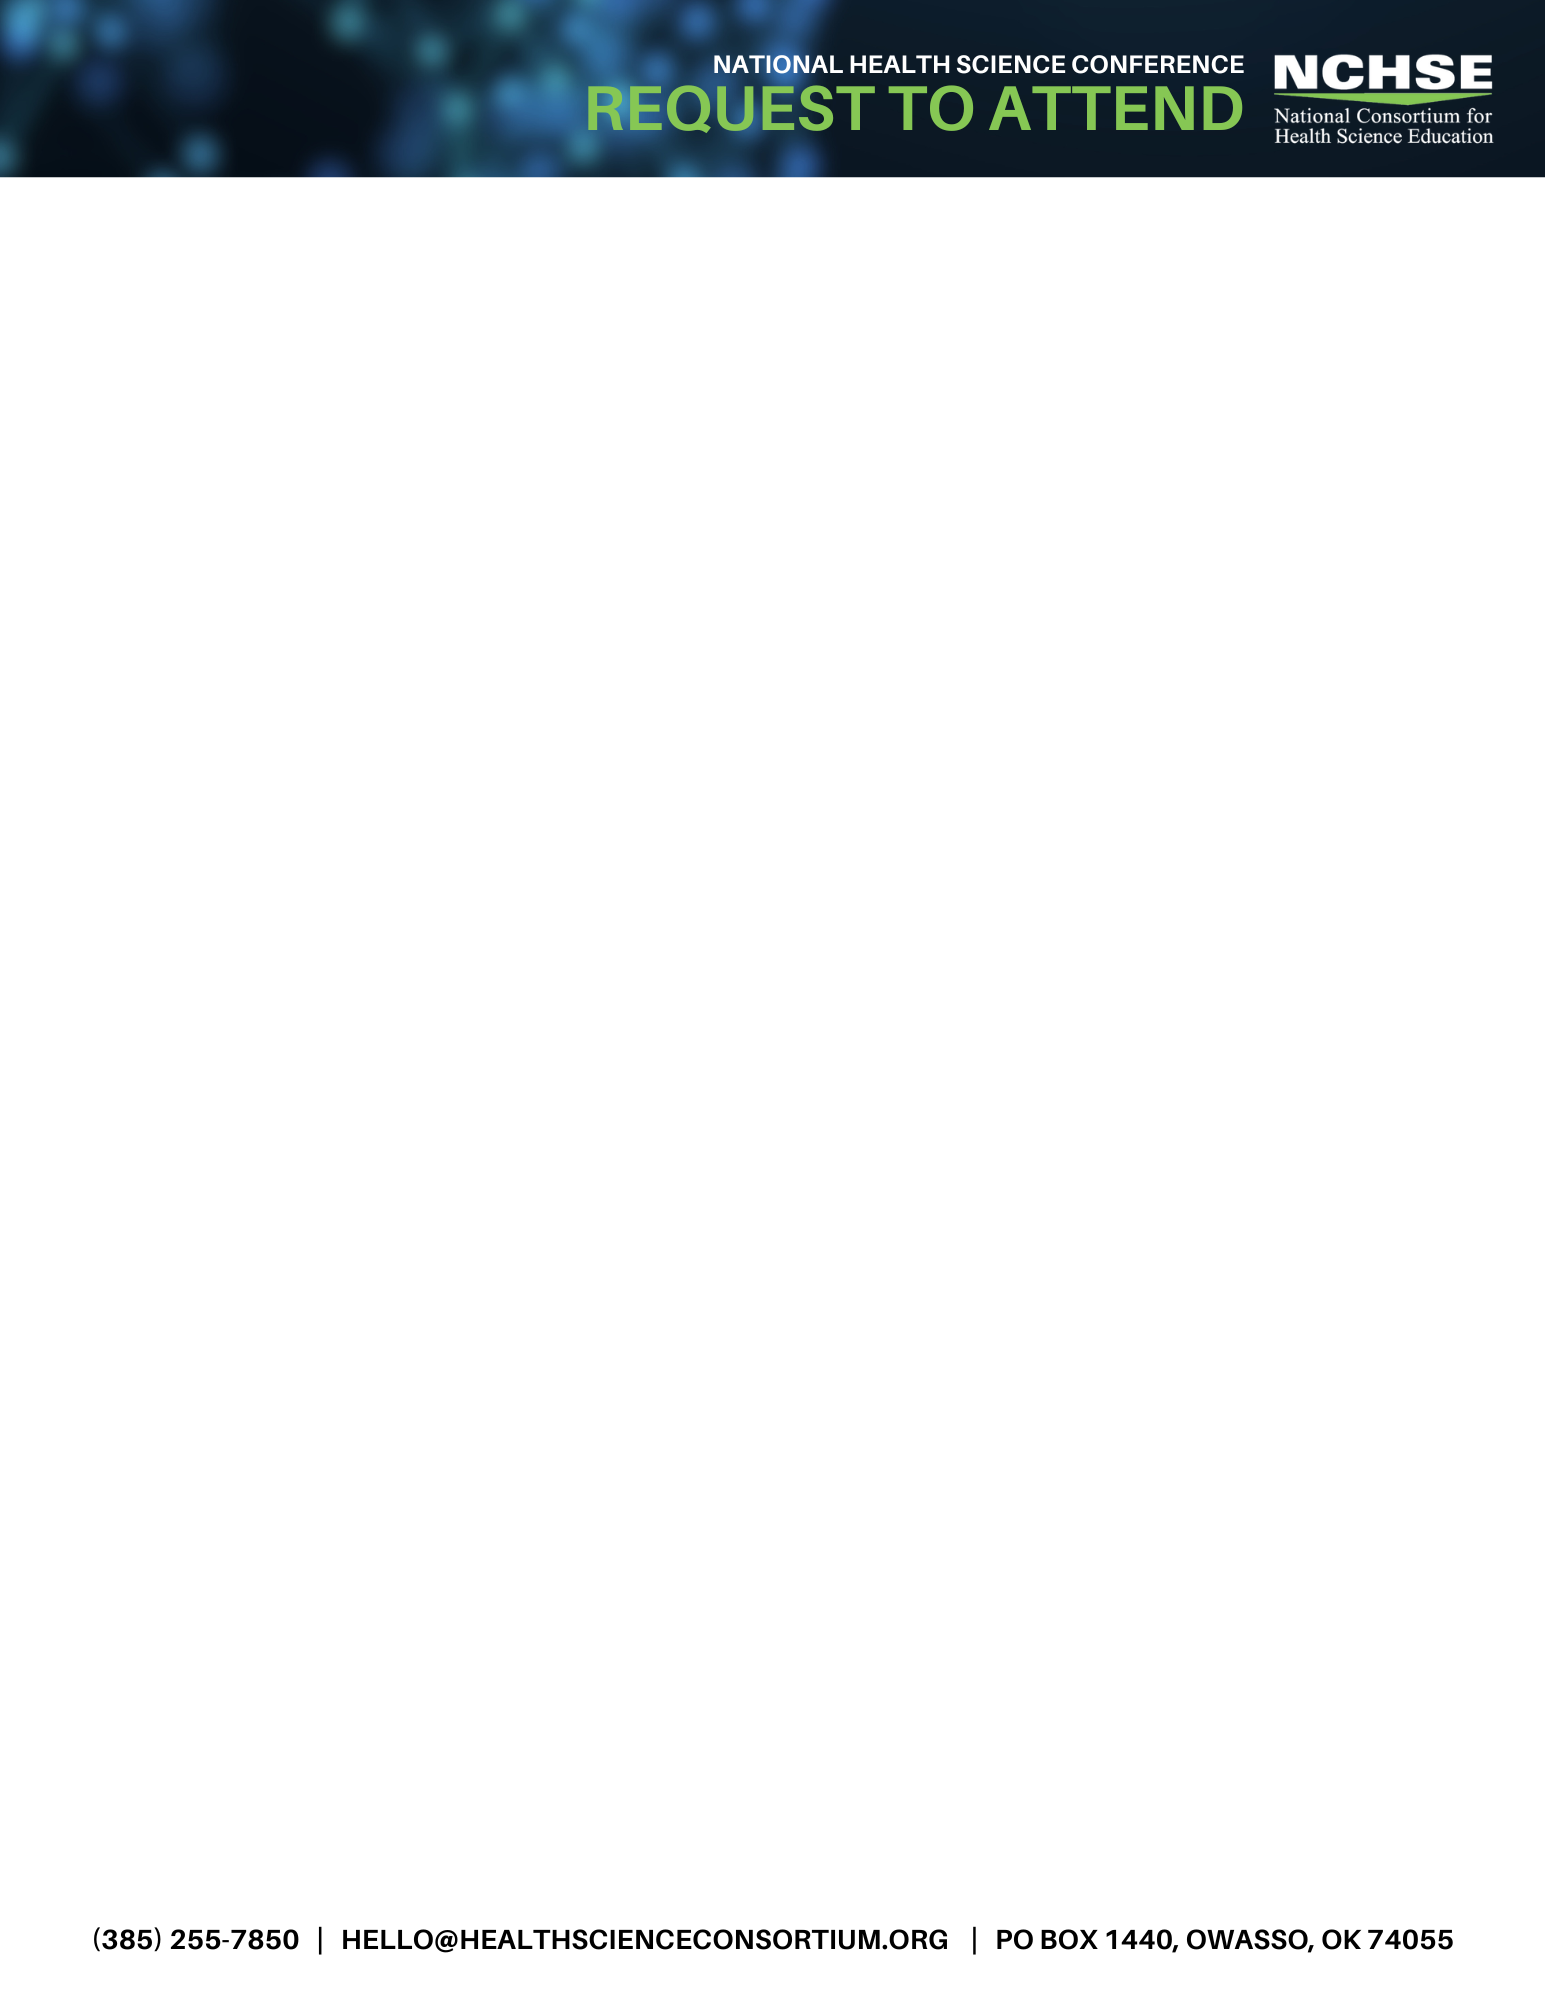 NATIONAL HEALTH SCIENCE CONFERENCE
REQUEST TO ATTEND
NCHSE
National Consortium for
Health Science Education
(385) 255-7850 | HELLO@HEALTHSCIENCECONSORTIUM.ORG | PO BOX 1440, OWASSO, OK 74055